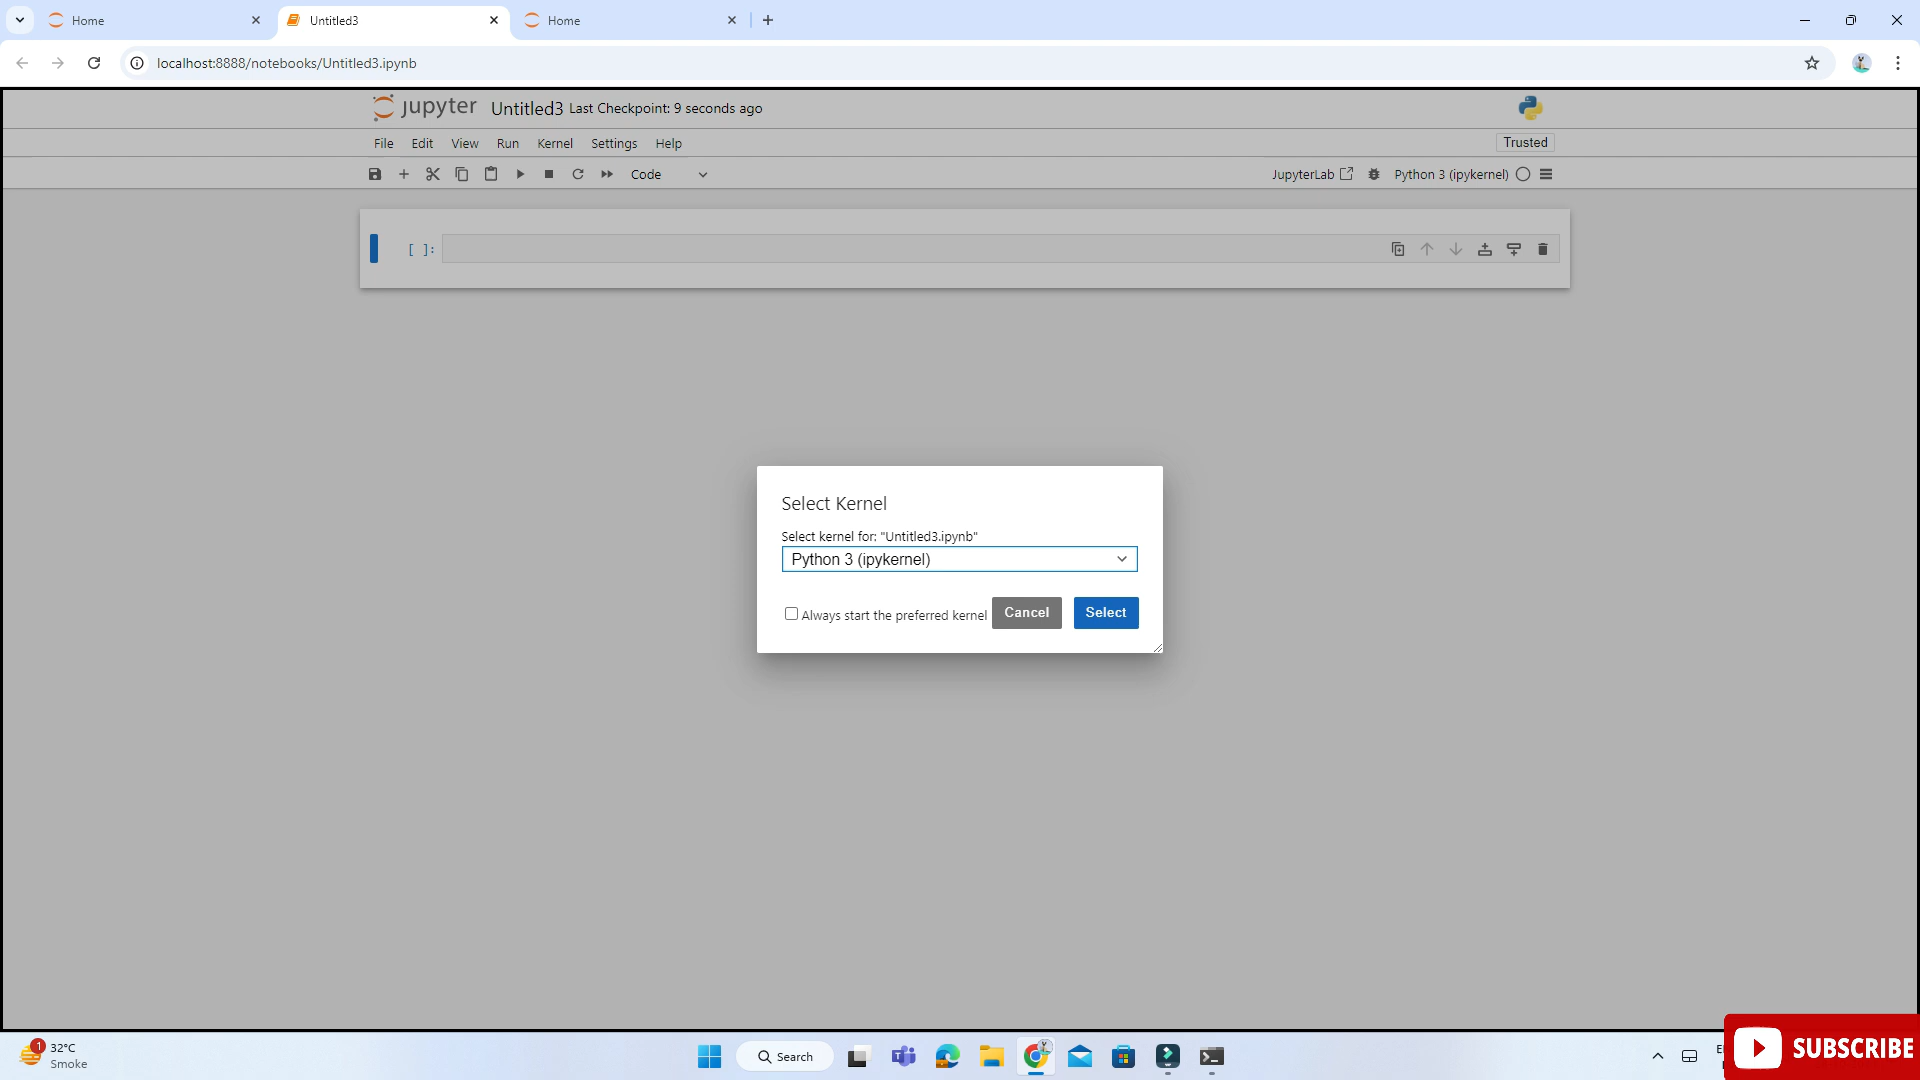 Home
Untitled3
Home
localhost:8888/notebooks/Untitled3.ipynb
jupyter Untitled3 Last Checkpoint: 9 seconds ago
File Edit View Run Kernel Settings Help
Trusted
Code
JupyterLab
Python 3 (ipykernel)
[ ]:
Select Kernel
Select kernel for: "Untitled3.ipynb"
Python 3 (ipykernel)
Always start the preferred kernel
Cancel
Select
1
32°C
Smoke
Search
SUBSCRIBE